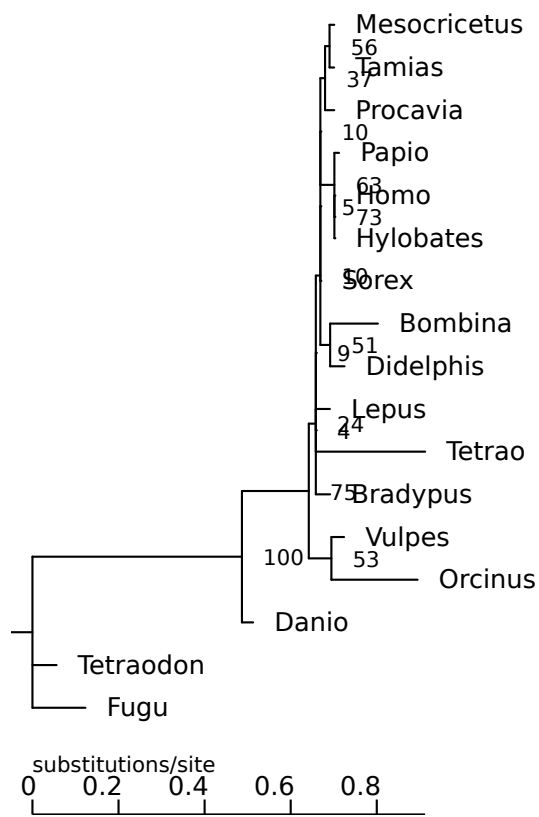 Mesocricetus
56
Tamias
37
Procavia
10
Papio
63
Homo
5
73
Hylobates
10
Sorex
Bombina
51
9
Didelphis
Lepus
24
4
Tetrao
75
Bradypus
Vulpes
100
53
Orcinus
Danio
Tetraodon
Fugu
substitutions/site
0 0.2 0.4 0.6 0.8